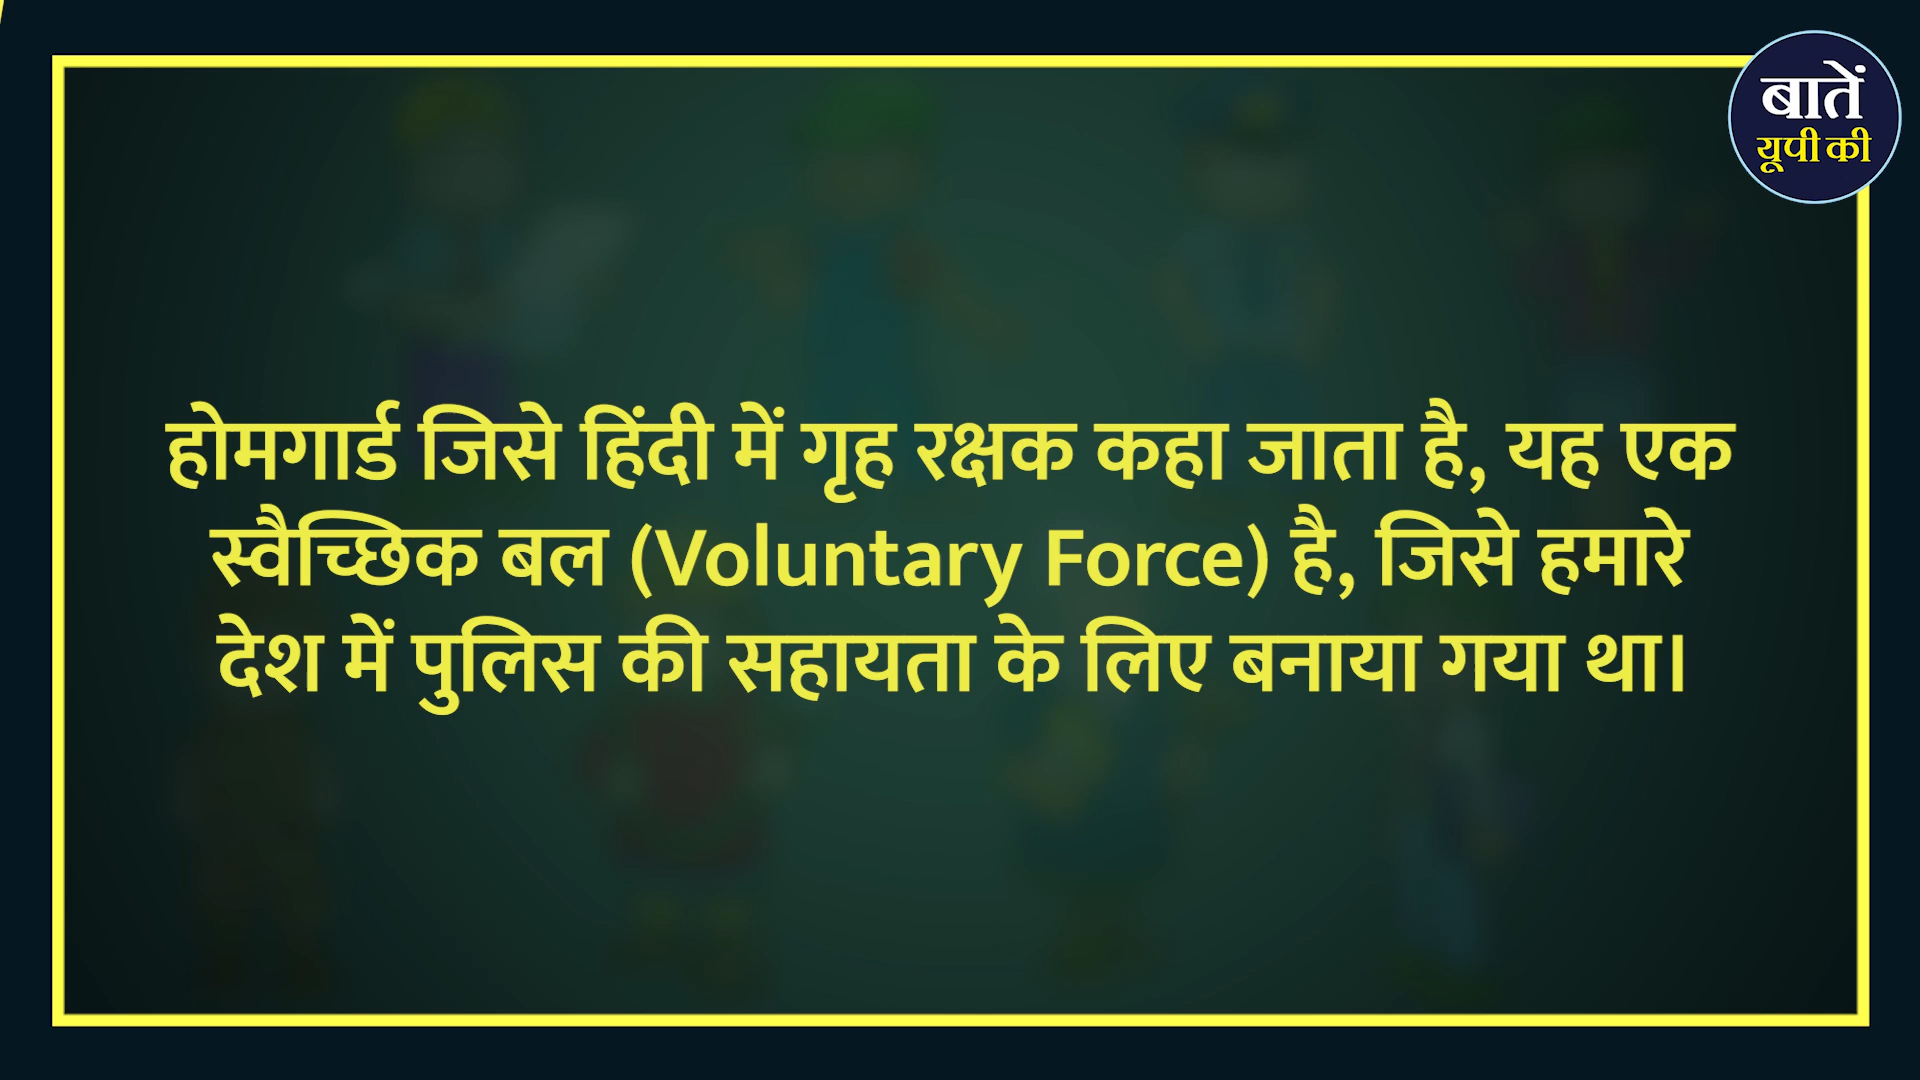 बातें
यूपी की
होमगार्ड जिसे हिंदी में गृह रक्षक कहा जाता है, यह एक
स्वैच्छिक बल (Voluntary Force) है, जिसे हमारे
देश में पुलिस की सहायता के लिए बनाया गया था।